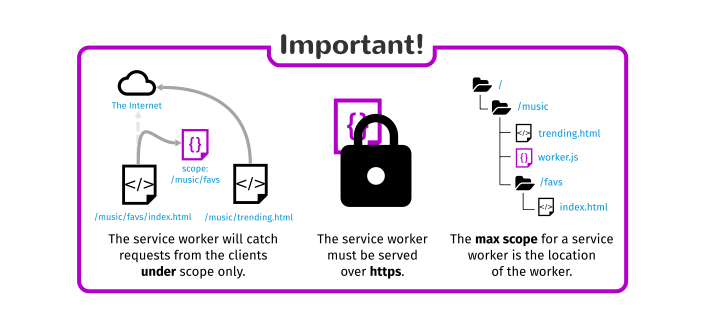 Important!
The Internet
{}
scope:
/music/favs
</>
</>
/music/favs/index.html
/music/trending.html
The service worker will catch
requests from the clients
under scope only.
{}
The service worker
must be served
over https.
/
/music
</>
trending.html
{}
worker.js
/favs
</>
index.html
The max scope for a service
worker is the location
of the worker.